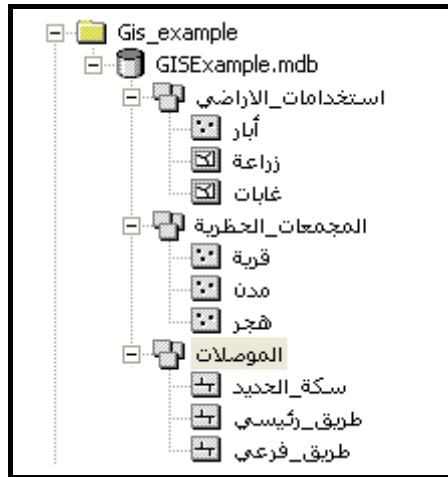 Gis_example
GISExample.mdb
استخدامات_الاراضي
أبار
زراعة
غابات
المجمعات_الحظرية
قرية
مدن
هجر
الموصلات
سكة_الحديد
طريق_رئيسي
طريق_فرعي